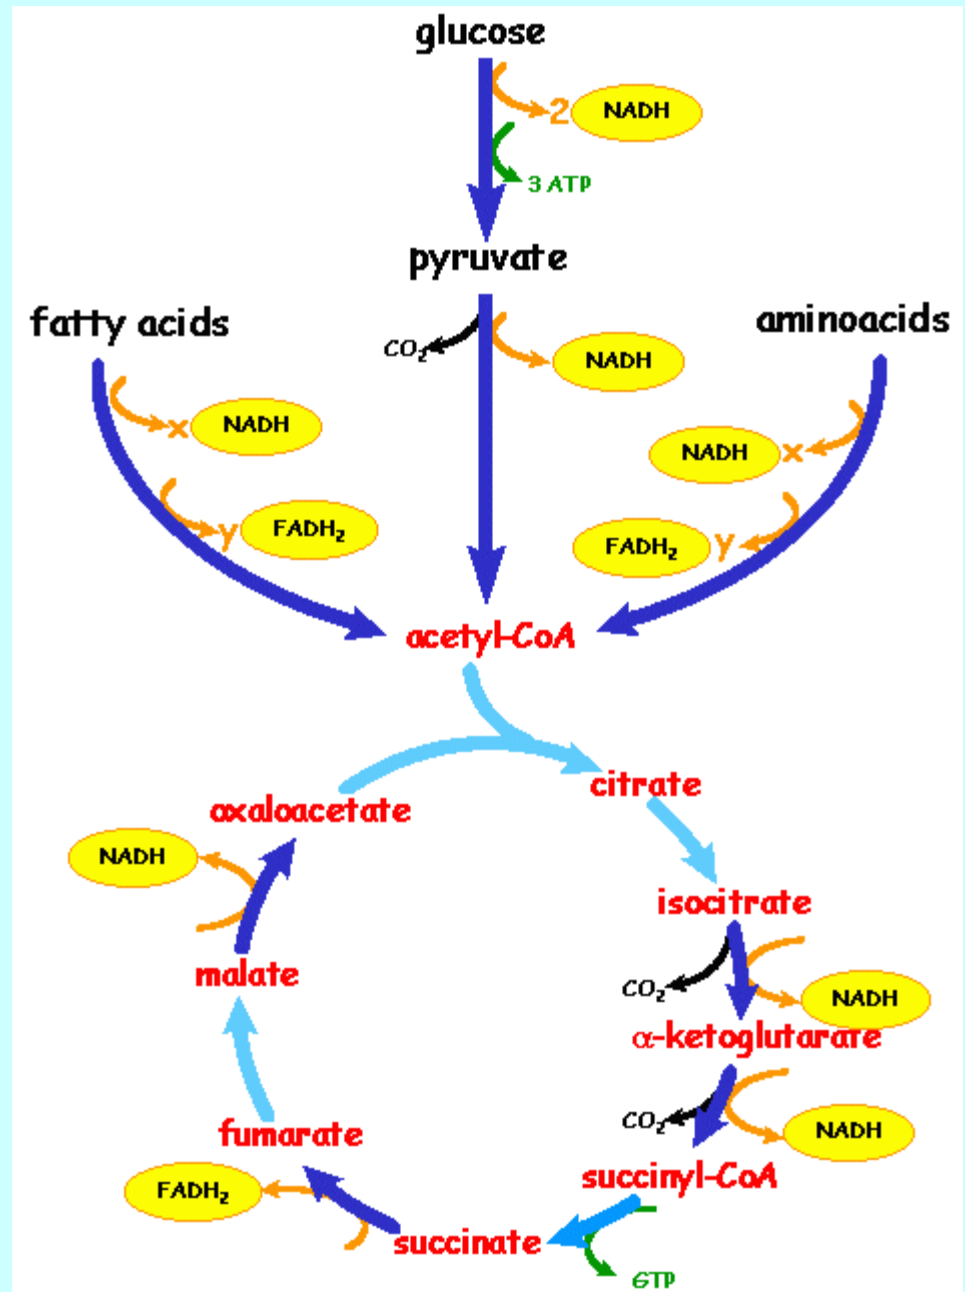 glucose
2 NADH
3 ATP
pyruvate
fatty acids
aminoacids
CO₂
NADH
x NADH
NADH x
y FADH₂
FADH₂ y
acetyl-CoA
citrate
oxaloacetate
NADH
isocitrate
malate
CO₂
NADH
α-ketoglutarate
CO₂
NADH
fumarate
succinyl-CoA
FADH₂
succinate
GTP